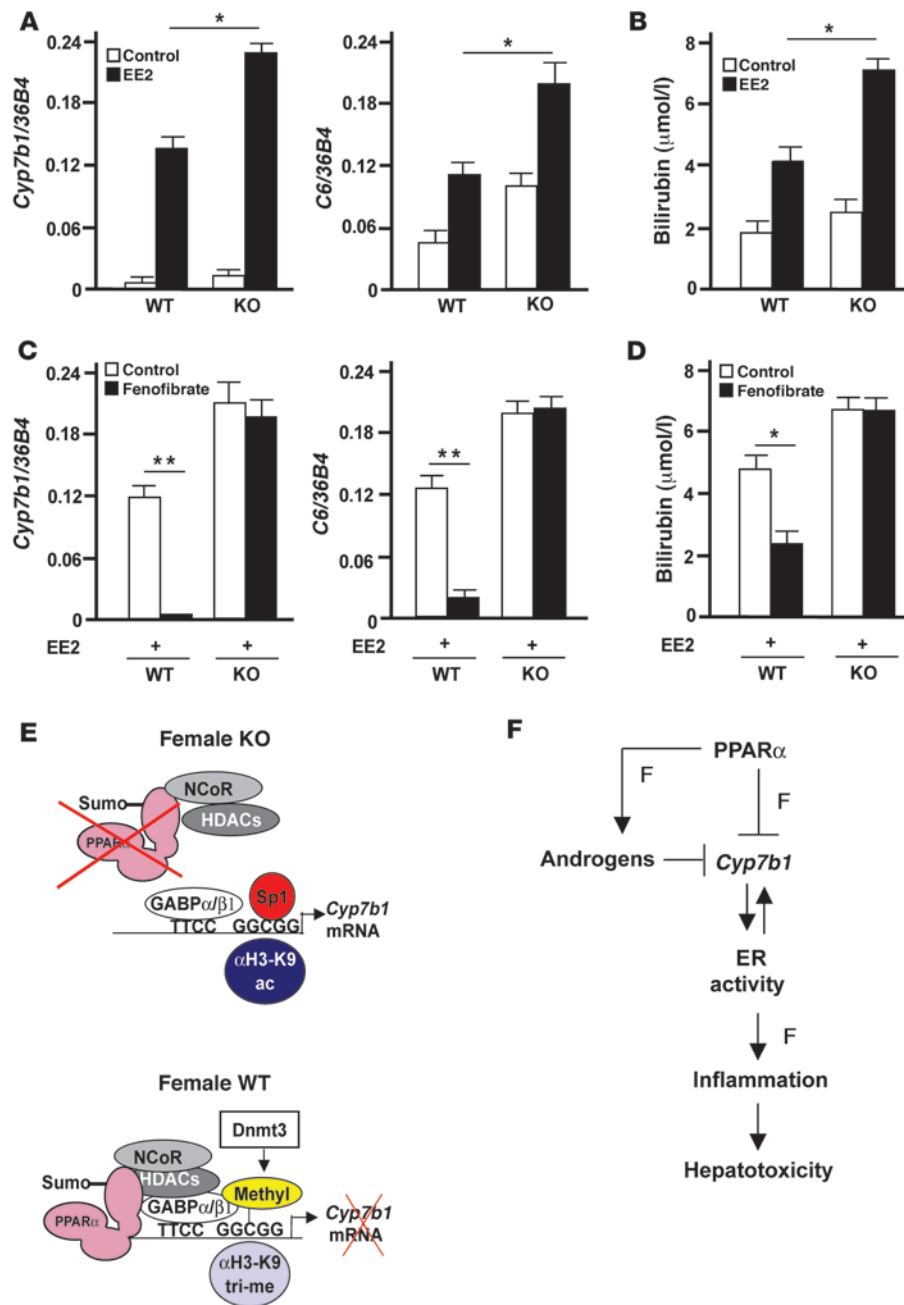 A
Cyp7b1/36B4
0.24
0.18
0.12
0.06
0
Control
EE2
*
WT
KO
C6/36B4
0.24
0.18
0.12
0.06
0
*
WT
KO
B
Bilirubin (μmol/l)
8
6
4
2
0
Control
EE2
*
WT
KO
C
Cyp7b1/36B4
0.24
0.18
0.12
0.06
0
Control
Fenofibrate
**
EE2
+
+
WT
KO
C6/36B4
0.24
0.18
0.12
0.06
0
**
+
+
WT
KO
D
Bilirubin (μmol/l)
8
6
4
2
0
Control
Fenofibrate
*
EE2
+
+
WT
KO
E
Female KO
Sumo
NCoR
HDACs
PPARα
GABPα/β1
Sp1
TTCC
GGCGG
Cyp7b1
mRNA
αH3-K9
ac
Female WT
Dnmt3
NCoR
Sumo
HDACs
Methyl
GABPα/β1
PPARα
TTCC
GGCGG
Cyp7b1
mRNA
αH3-K9
tri-me
F
PPARα
F
F
Androgens
Cyp7b1
ER
activity
F
Inflammation
Hepatotoxicity